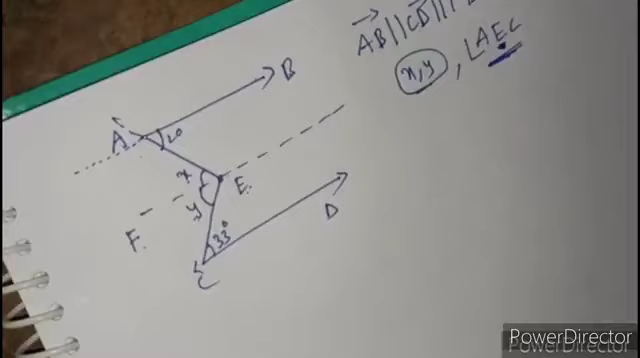 AB||CD||
x,y, ∠AEC
B
A
20
x
E.
y
F.
D
33°
C
PowerDirector